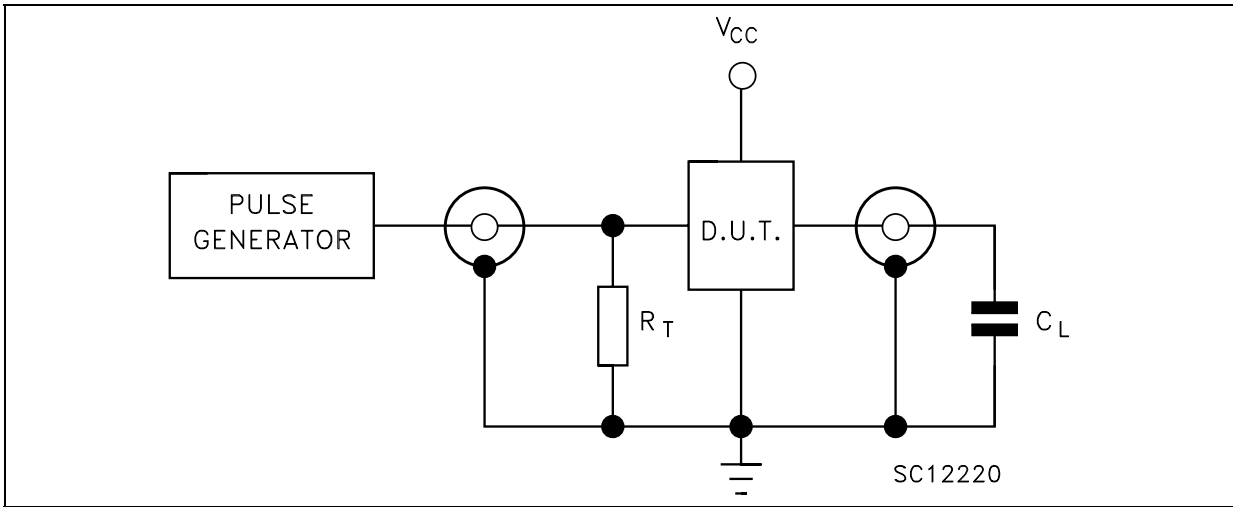 VCC
PULSE
GENERATOR
D.U.T.
RT
CL
SC12220